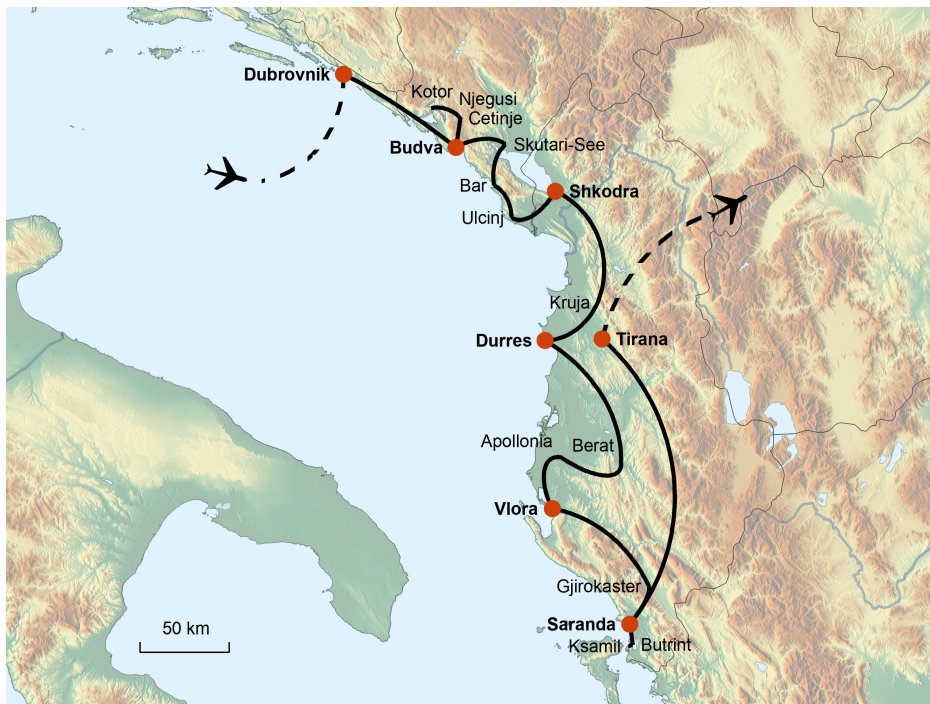 Dubrovnik
Kotor
Njegusi
Cetinje
Budva
Skutari-See
Bar
Shkodra
Ulcinj
Kruja
Durres
Tirana
Apollonia
Berat
Vlora
Gjirokaster
Saranda
50 km
Ksamil
Butrint